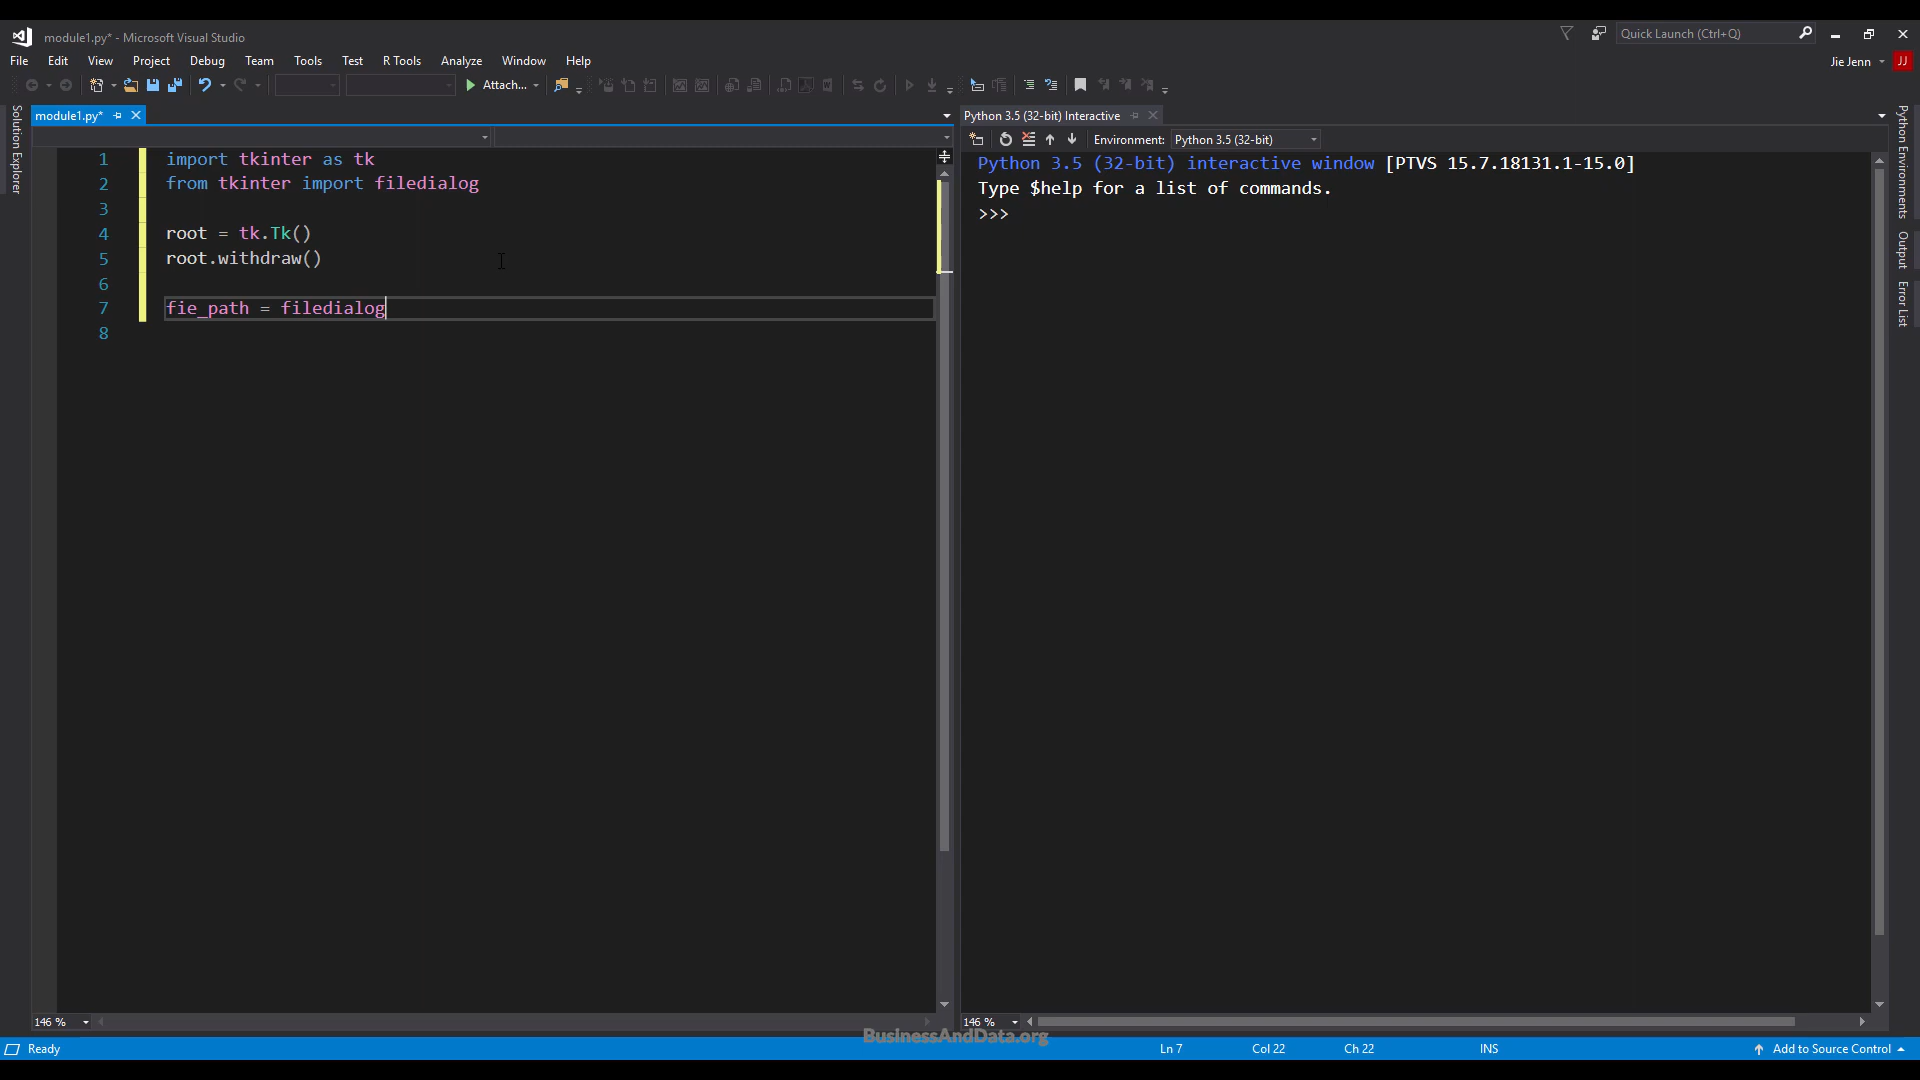 module1.py* - Microsoft Visual Studio
Quick Launch (Ctrl+Q)
File Edit View Project Debug Team Tools Test R Tools Analyze Window Help
Jie Jenn JJ
Attach...
module1.py*
Python 3.5 (32-bit) Interactive
Environment: Python 3.5 (32-bit)
Solution Explorer
Python Environments
Output
Error List
1 import tkinter as tk
2 from tkinter import filedialog
3
4 root = tk.Tk()
5 root.withdraw()
6
7 fie_path = filedialog
8
Python 3.5 (32-bit) interactive window [PTVS 15.7.18131.1-15.0]
Type $help for a list of commands.
>>>
146 %
146 %
BusinessAndData.org
Ready
Ln 7 Col 22 Ch 22 INS
Add to Source Control